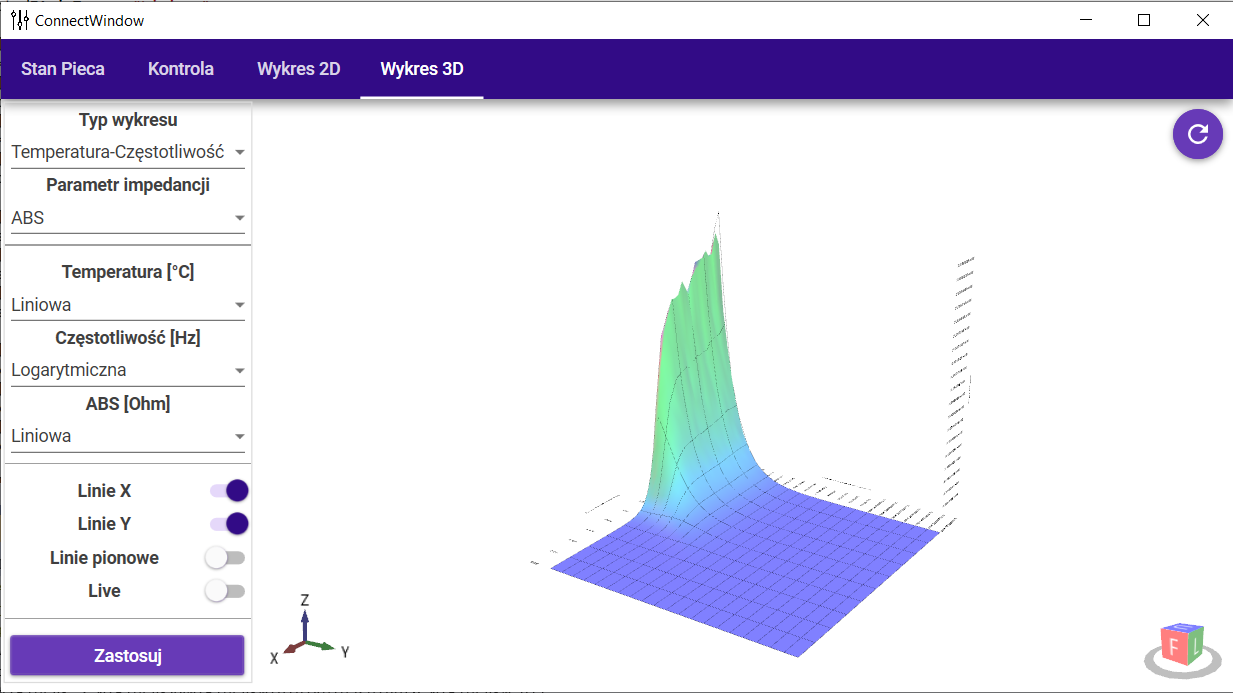 ConnectWindow
Stan Pieca
Kontrola
Wykres 2D
Wykres 3D
Typ wykresu
Temperatura-Częstotliwość
Parametr impedancji
ABS
Temperatura [°C]
Liniowa
Częstotliwość [Hz]
Logarytmiczna
ABS [Ohm]
Liniowa
Linie X
Linie Y
Linie pionowe
Live
Zastosuj
Z
X
Y
F
L